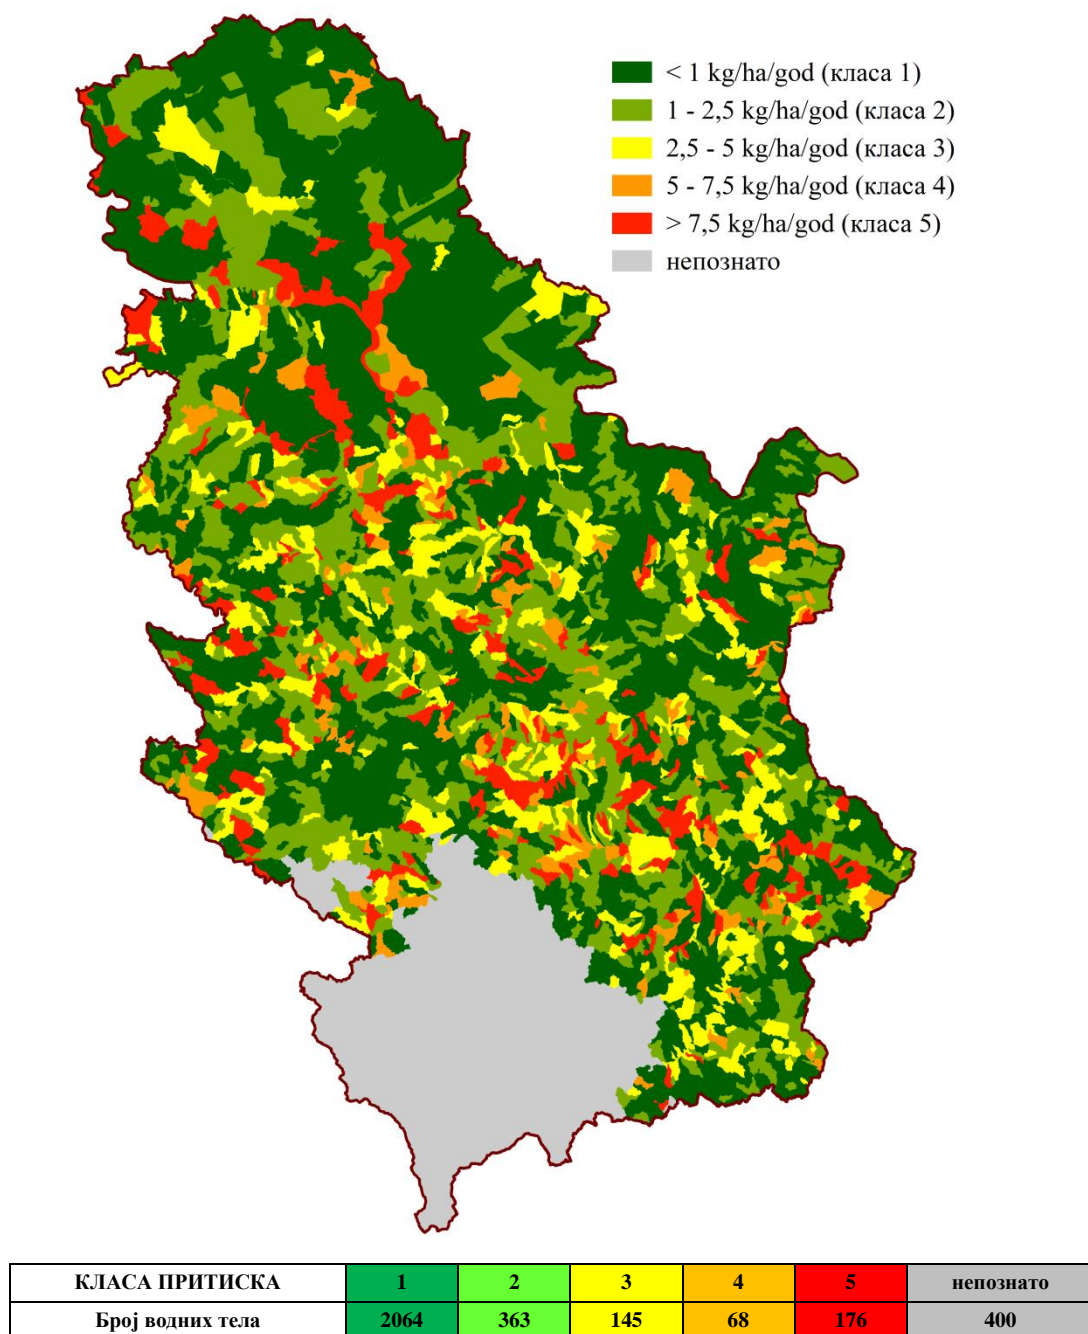 < 1 kg/ha/god (класа 1)
1 - 2,5 kg/ha/god (класа 2)
2,5 - 5 kg/ha/god (класа 3)
5 - 7,5 kg/ha/god (класа 4)
> 7,5 kg/ha/god (класа 5)
непознато
КЛАСА ПРИТИСКА 1 2 3 4 5 непознато
Број водних тела 2064 363 145 68 176 400